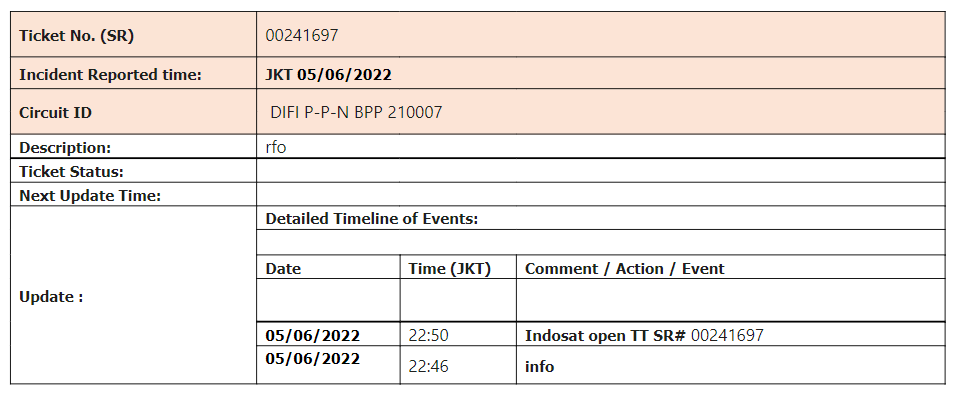 Ticket No. (SR) 00241697
Incident Reported time: JKT 05/06/2022
Circuit ID DIFI P-P-N BPP 210007
Description: rfo
Ticket Status:
Next Update Time:
Detailed Timeline of Events:
Date Time (JKT) Comment / Action / Event
Update :
05/06/2022 22:50 Indosat open TT SR# 00241697
05/06/2022 22:46 info